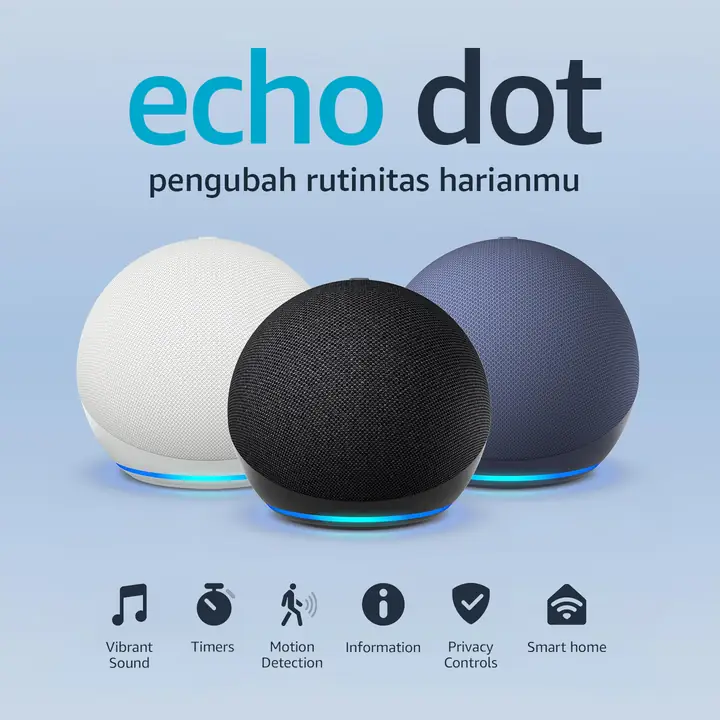 echo dot
pengubah rutinitas harianmu
Vibrant
Sound
Timers
Motion
Detection
Information
Privacy
Controls
Smart home